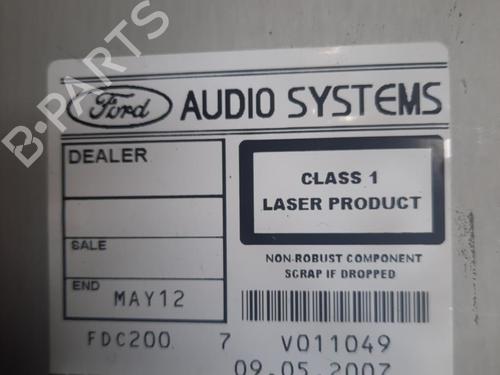 B-PARTS
Ford AUDIO SYSTEMS
DEALER
CLASS 1
LASER PRODUCT
SALE
NON-ROBUST COMPONENT
SCRAP IF DROPPED
END MAY12
FDC200 7 V011049
09.05.2007